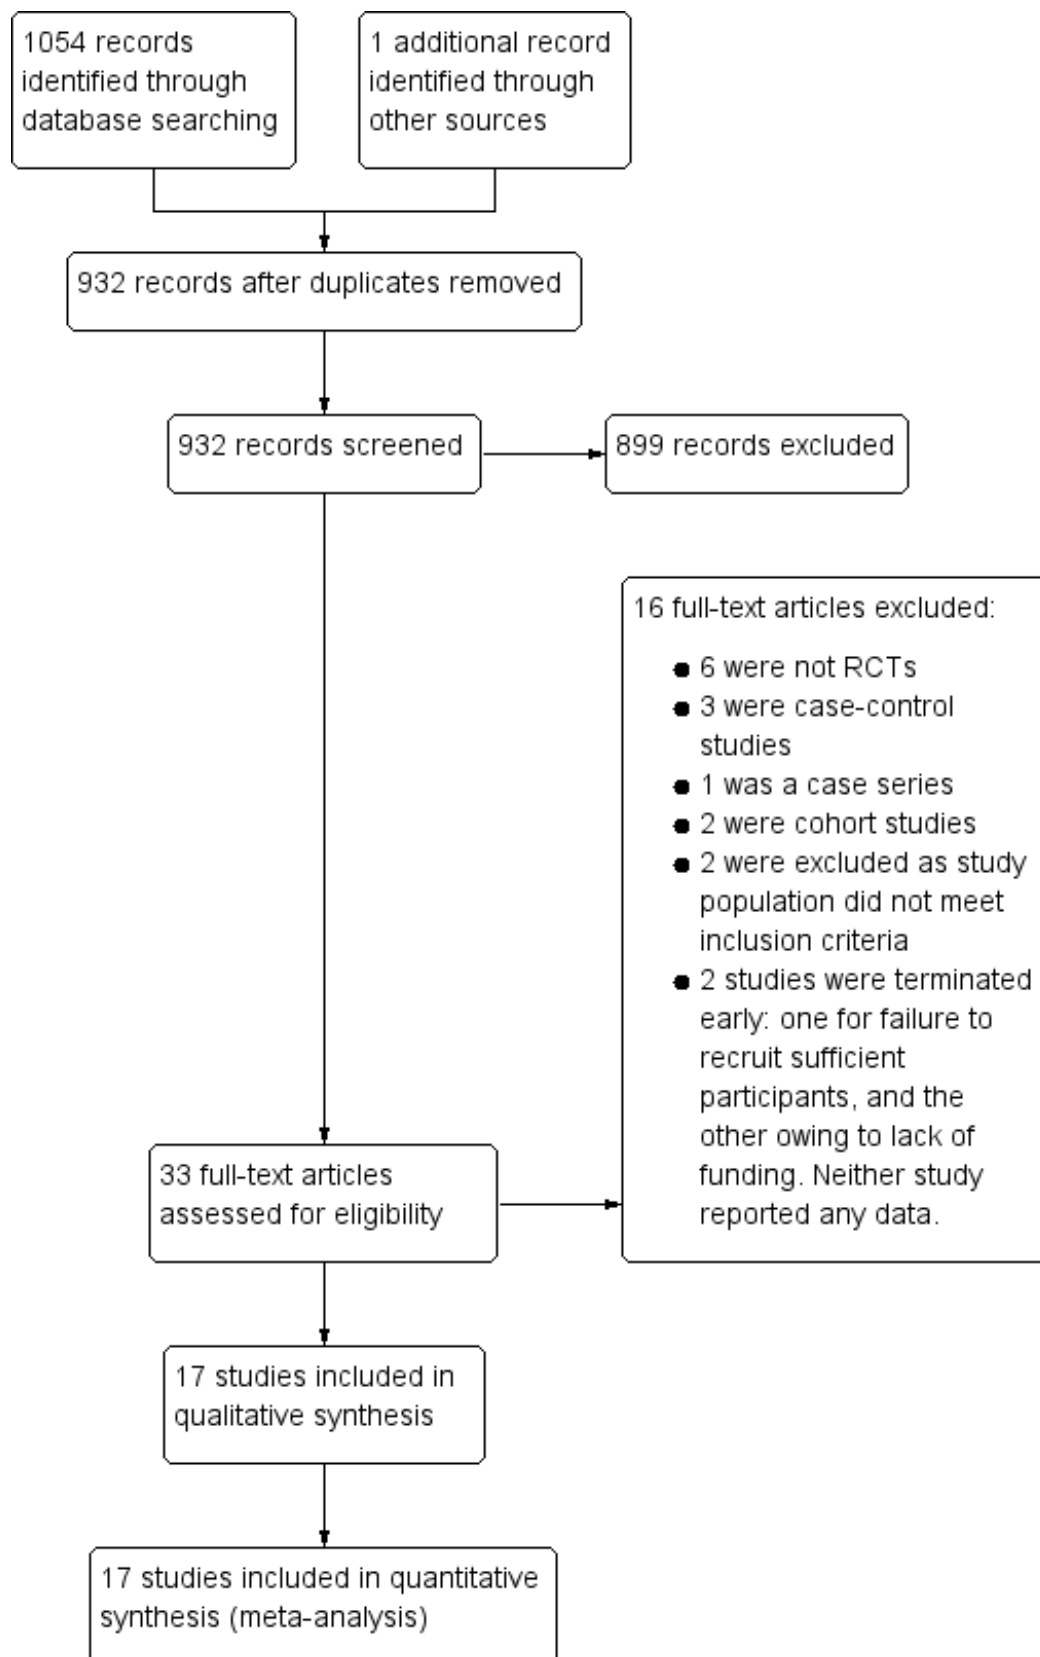 1054 records
identified through
database searching
1 additional record
identified through
other sources
932 records after duplicates removed
932 records screened
899 records excluded
16 full-text articles excluded:
● 6 were not RCTs
● 3 were case-control
studies
● 1 was a case series
● 2 were cohort studies
● 2 were excluded as study
population did not meet
inclusion criteria
● 2 studies were terminated
early: one for failure to
recruit sufficient
participants, and the
other owing to lack of
funding. Neither study
reported any data.
33 full-text articles
assessed for eligibility
17 studies included in
qualitative synthesis
17 studies included in quantitative
synthesis (meta-analysis)